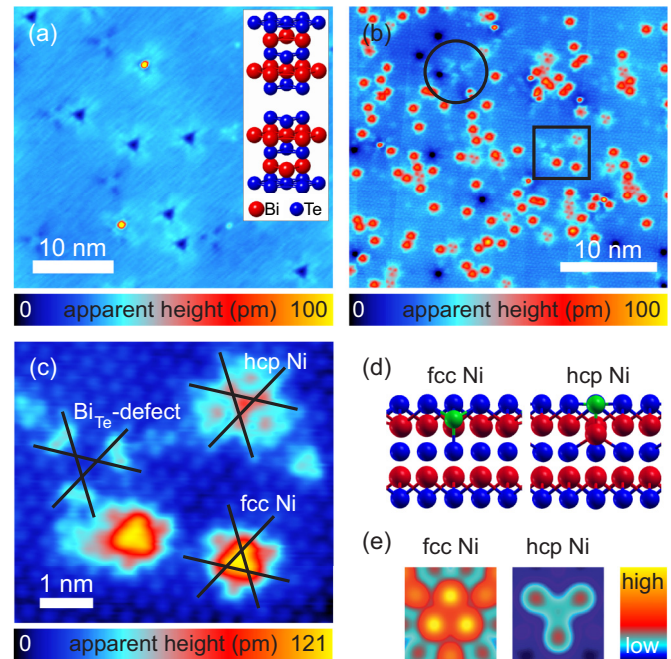 (a)
Bi Te
10 nm
0 apparent height (pm) 100
(b)
10 nm
0 apparent height (pm) 100
(c)
hcp Ni
BiTe-defect
fcc Ni
1 nm
0 apparent height (pm) 121
(d)
fcc Ni hcp Ni
(e)
fcc Ni hcp Ni
high
low